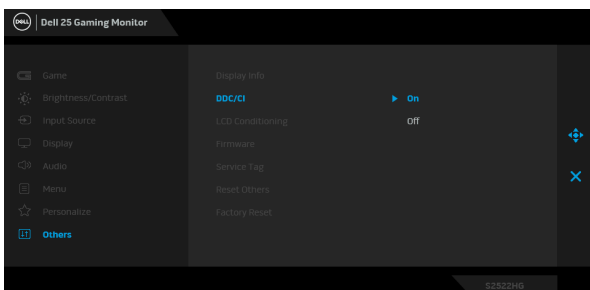 DELL Dell 25 Gaming Monitor
Game
Display Info
Brightness/Contrast
DDC/CI
On
Input Source
LCD Conditioning
Off
Display
Firmware
Audio
Service Tag
Menu
Reset Others
Personalize
Factory Reset
Others
S2522HG